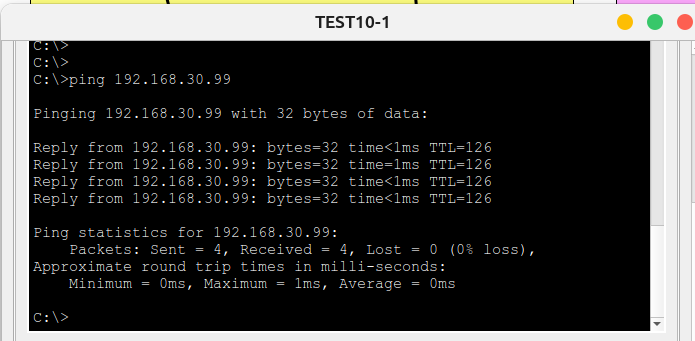 TEST10-1
C:\>
C:\>
C:\>ping 192.168.30.99
Pinging 192.168.30.99 with 32 bytes of data:
Reply from 192.168.30.99: bytes=32 time<1ms TTL=126
Reply from 192.168.30.99: bytes=32 time=1ms TTL=126
Reply from 192.168.30.99: bytes=32 time<1ms TTL=126
Reply from 192.168.30.99: bytes=32 time<1ms TTL=126
Ping statistics for 192.168.30.99:
    Packets: Sent = 4, Received = 4, Lost = 0 (0% loss),
Approximate round trip times in milli-seconds:
    Minimum = 0ms, Maximum = 1ms, Average = 0ms
C:\>